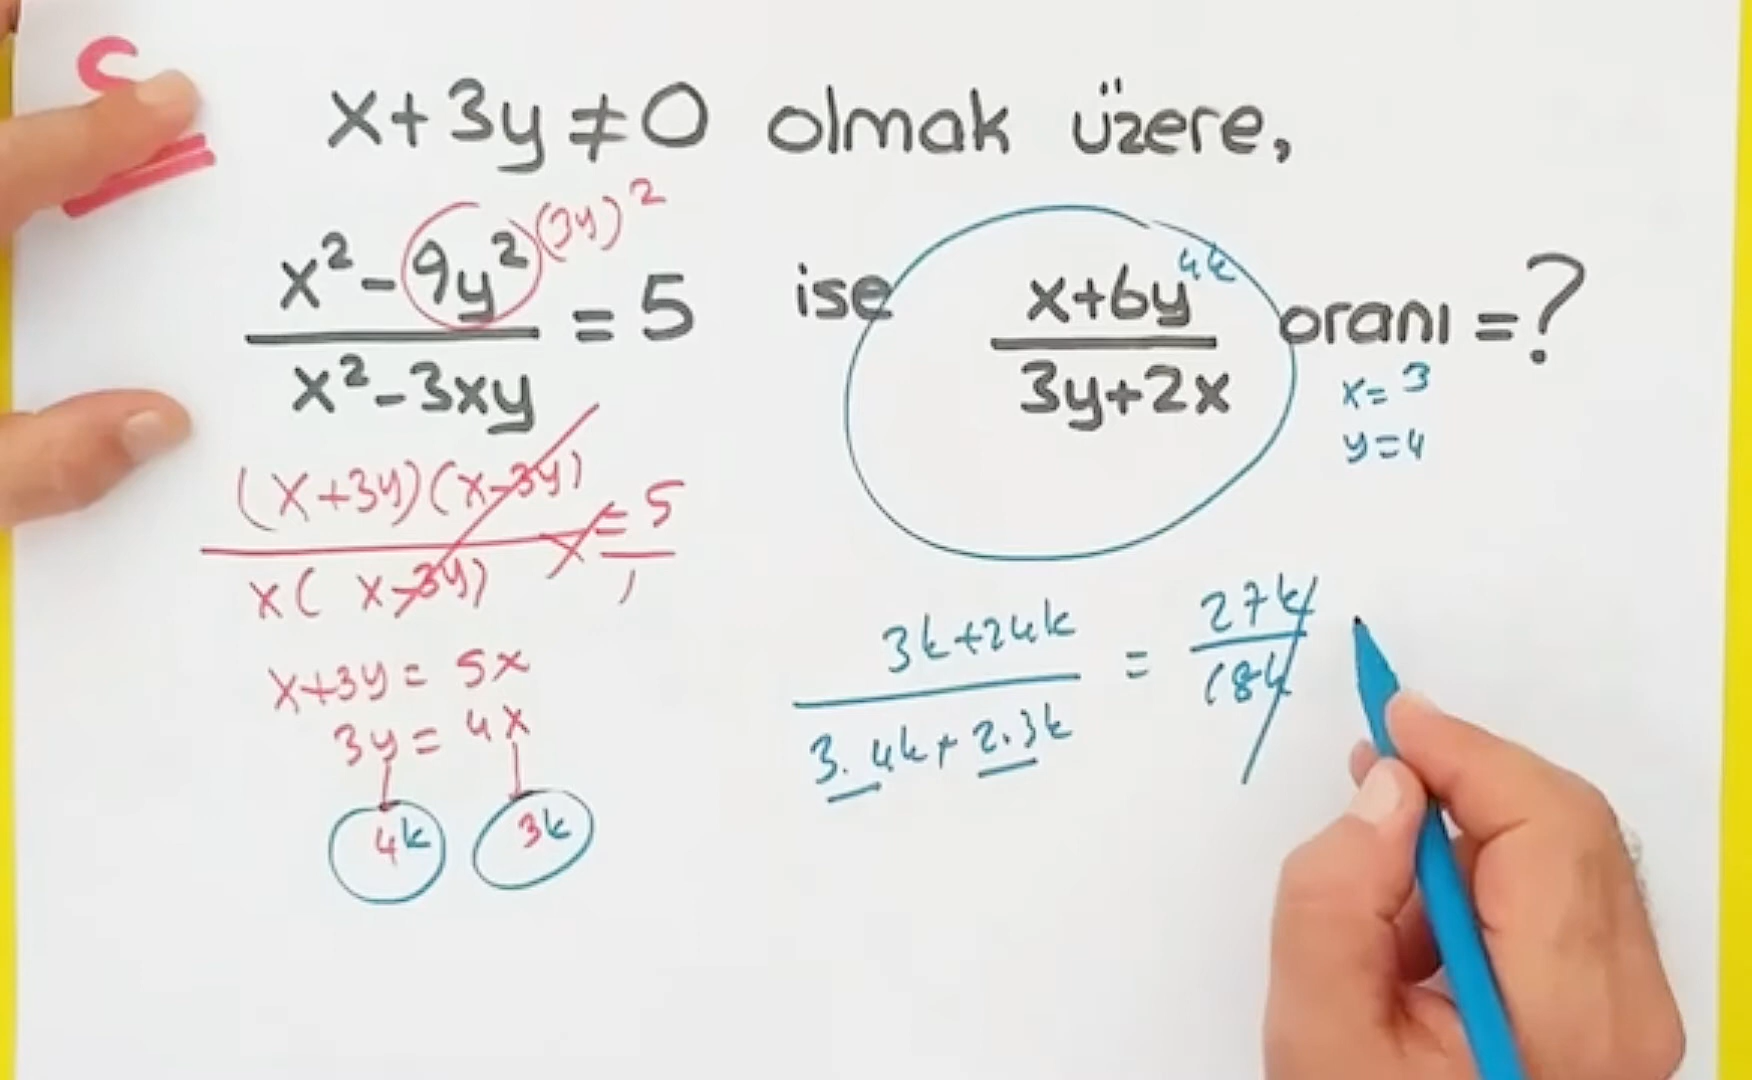 x+3y≠0 olmak üzere,
(x²-9y²)/(x²-3xy) = 5 ise (x+6y)/(3y+2x) oranı =?
(3y)²
4k
x=3
y=4
(x+3y)(x-3y)/x(x-3y) = 5/1
x+3y = 5x
3y = 4x
4k 3k
(3k+24k)/(3.4k+2.3k) = 27k/18k